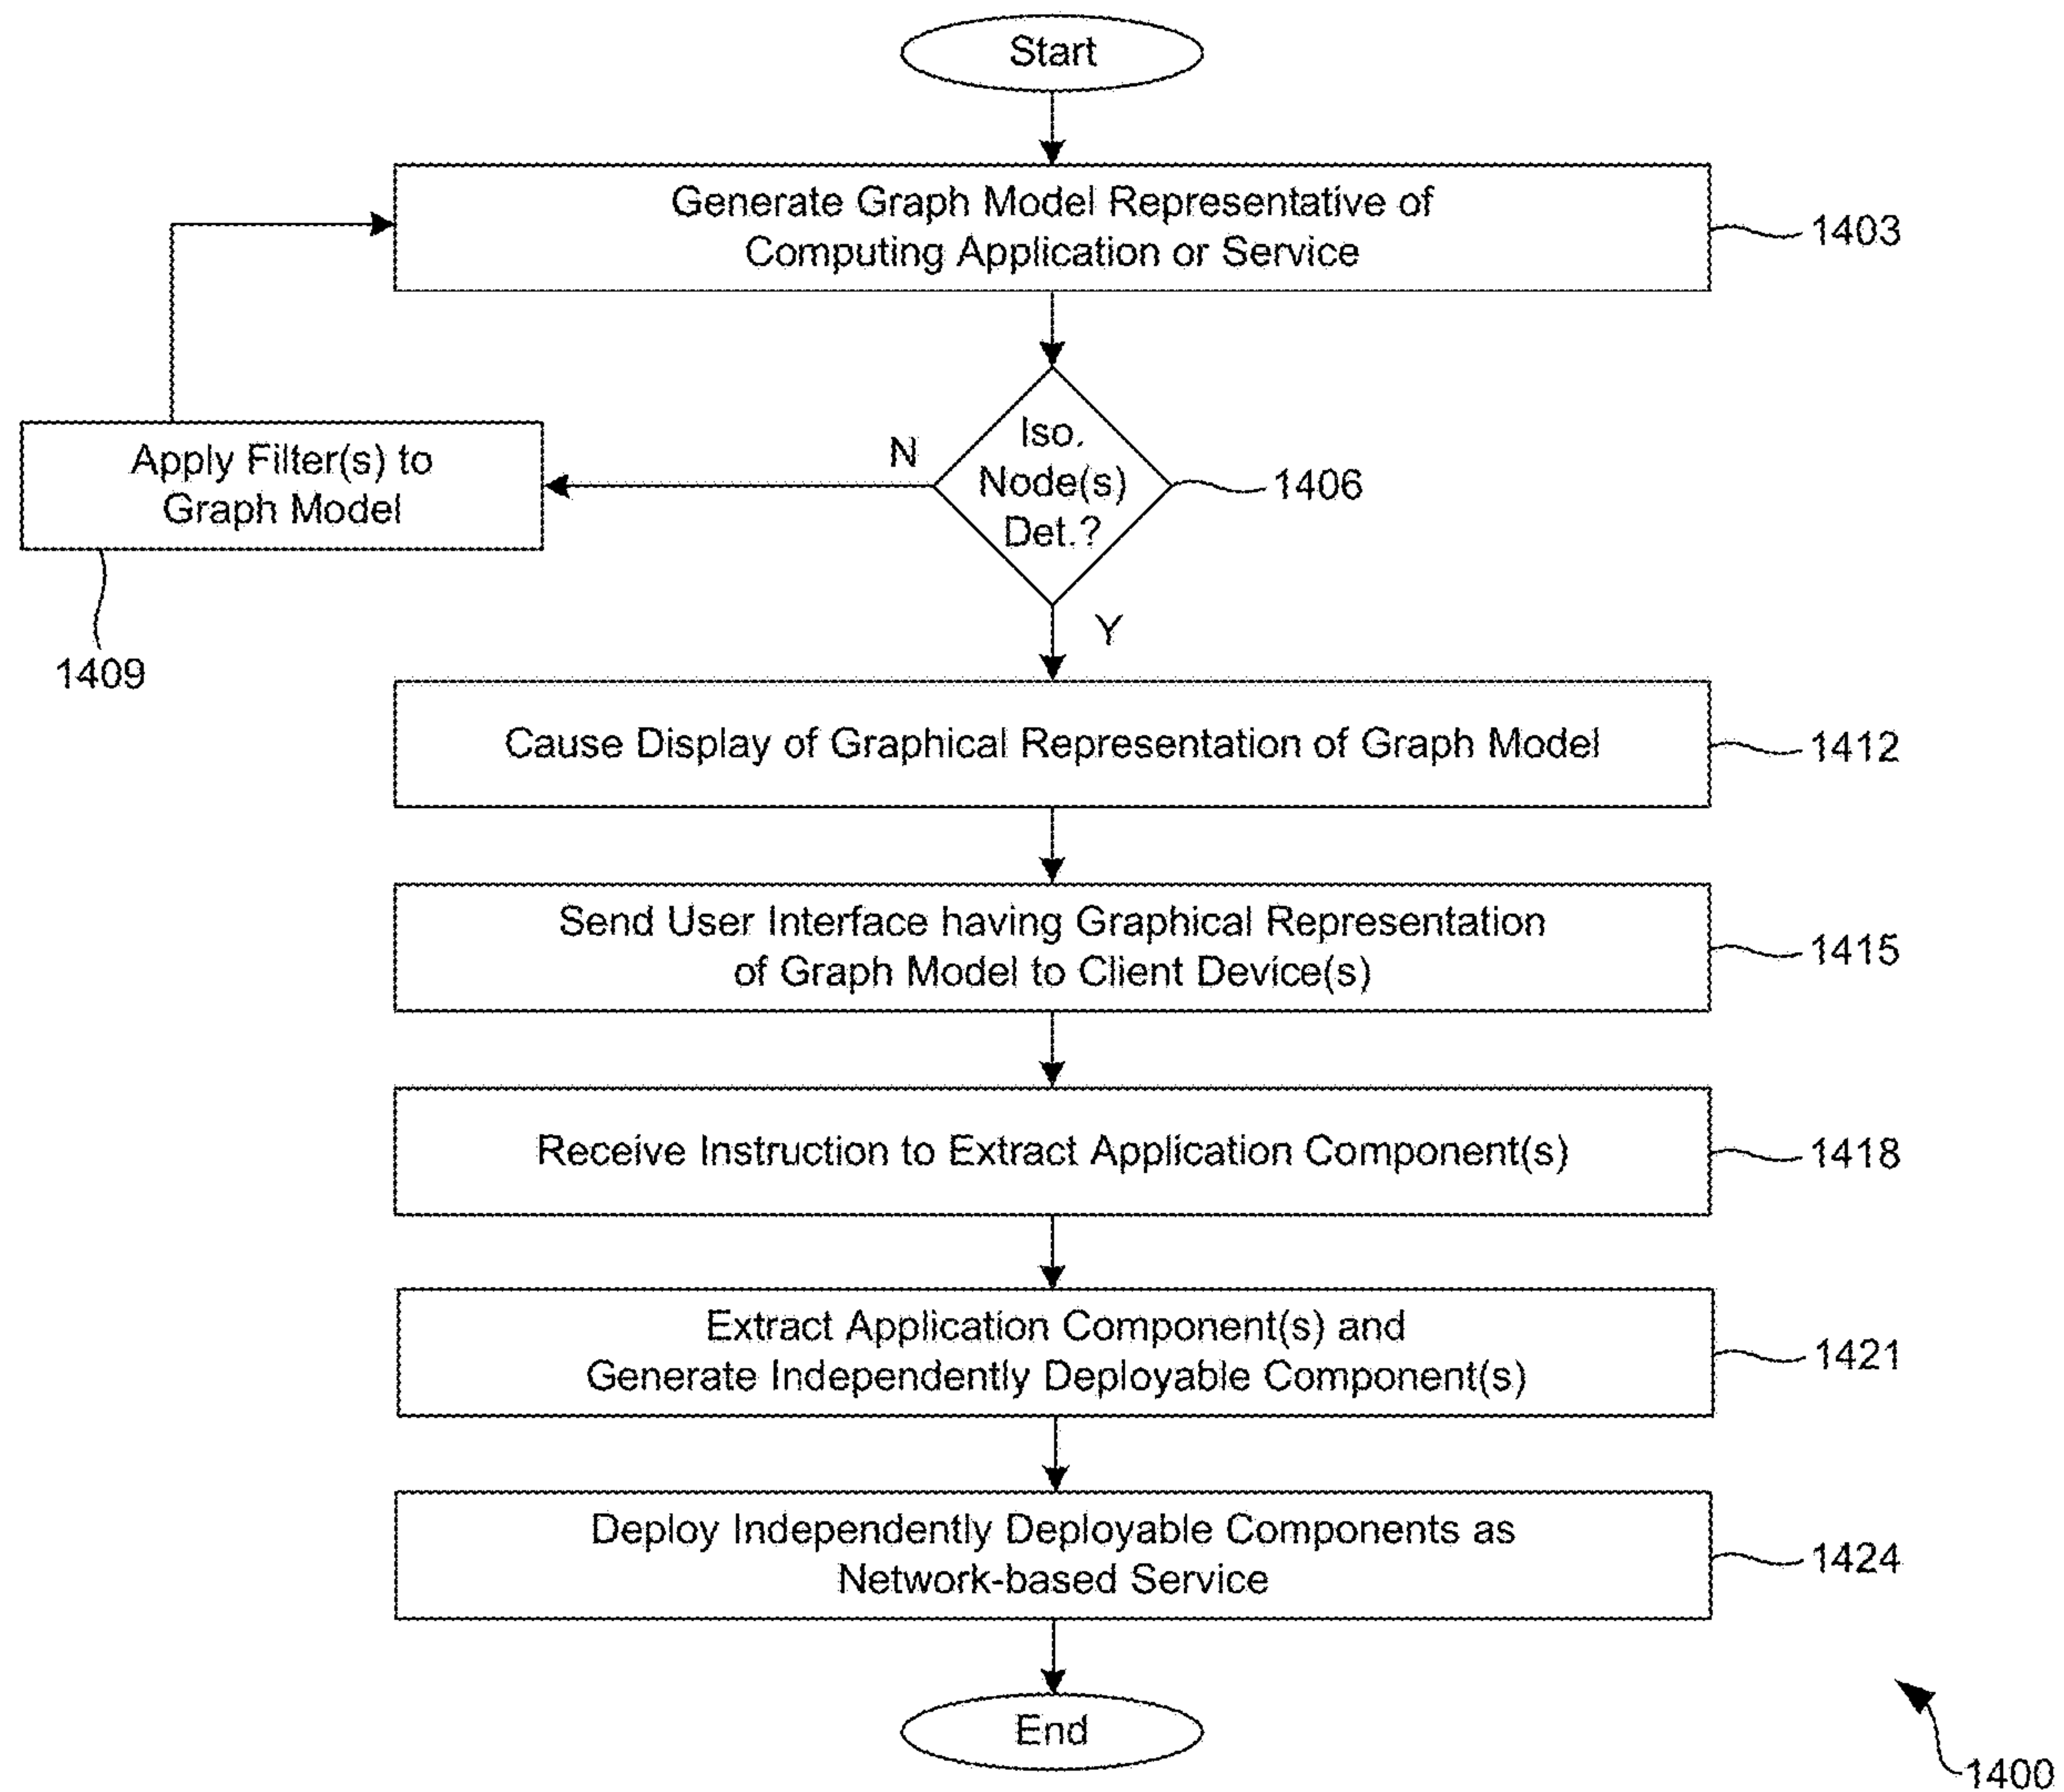 Start
Generate Graph Model Representative of
Computing Application or Service
1403
Iso.
Node(s)
Det.?
1406
N
Apply Filter(s) to
Graph Model
1409
Y
Cause Display of Graphical Representation of Graph Model
1412
Send User Interface having Graphical Representation
of Graph Model to Client Device(s)
1415
Receive Instruction to Extract Application Component(s)
1418
Extract Application Component(s) and
Generate Independently Deployable Component(s)
1421
Deploy Independently Deployable Components as
Network-based Service
1424
End
1400